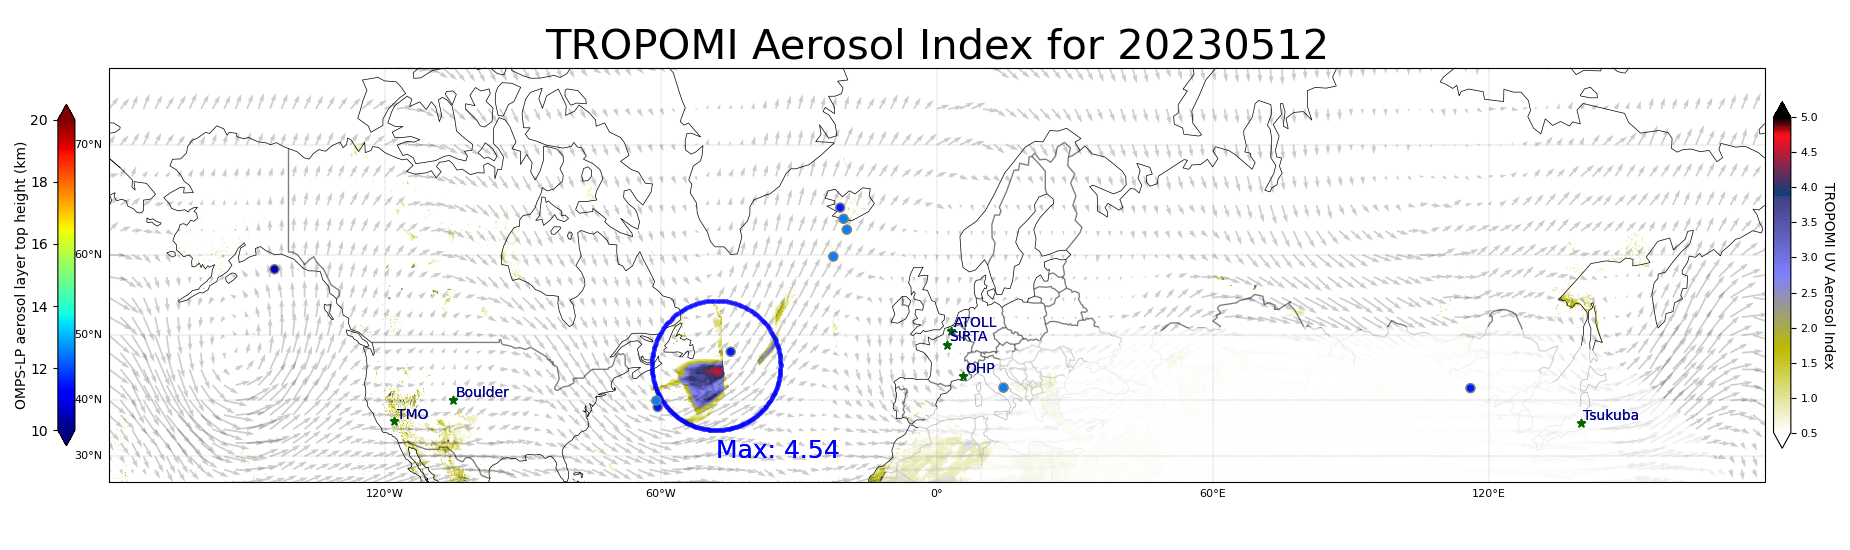 TROPOMI Aerosol Index for 20230512
OMPS-LP aerosol layer top height (km)
20
18
16
14
12
10
70°N
60°N
50°N
40°N
30°N
120°W
60°W
0°
60°E
120°E
ATOLL
SIRTA
OHP
Boulder
TMO
Tsukuba
Max: 4.54
5.0
4.5
4.0
3.5
3.0
2.5
2.0
1.5
1.0
0.5
TROPOMI UV Aerosol Index